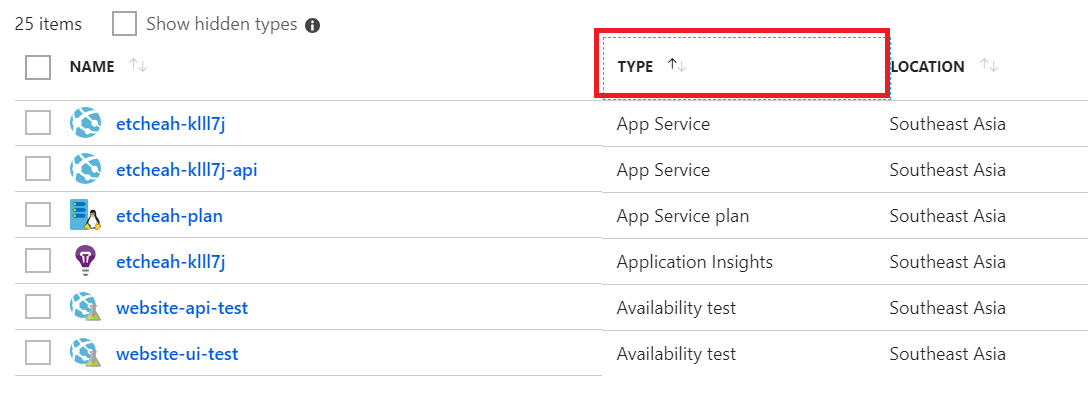 25 items Show hidden types
NAME TYPE LOCATION
etcheah-klll7j App Service Southeast Asia
etcheah-klll7j-api App Service Southeast Asia
etcheah-plan App Service plan Southeast Asia
etcheah-klll7j Application Insights Southeast Asia
website-api-test Availability test Southeast Asia
website-ui-test Availability test Southeast Asia